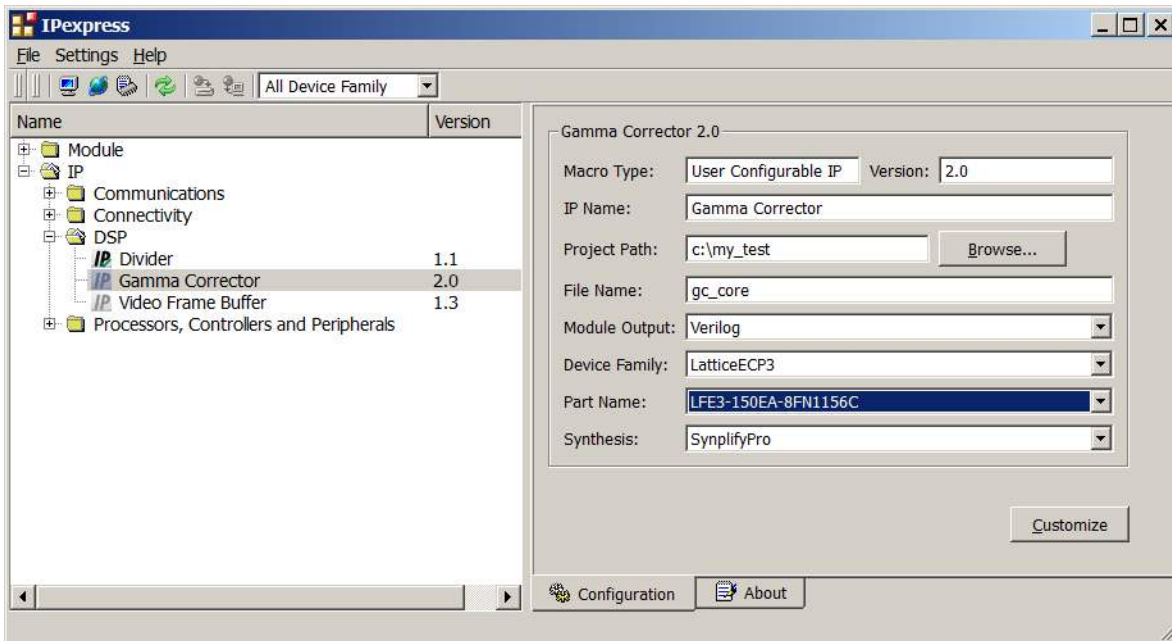 IPexpress
File Settings Help
All Device Family
Name Version
Module
IP
Communications
Connectivity
DSP
IP Divider 1.1
IP Gamma Corrector 2.0
IP Video Frame Buffer 1.3
Processors, Controllers and Peripherals
Gamma Corrector 2.0
Macro Type: User Configurable IP Version: 2.0
IP Name: Gamma Corrector
Project Path: c:\my_test Browse...
File Name: gc_core
Module Output: Verilog
Device Family: LatticeECP3
Part Name: LFE3-150EA-8FN1156C
Synthesis: SynplifyPro
Customize
Configuration About